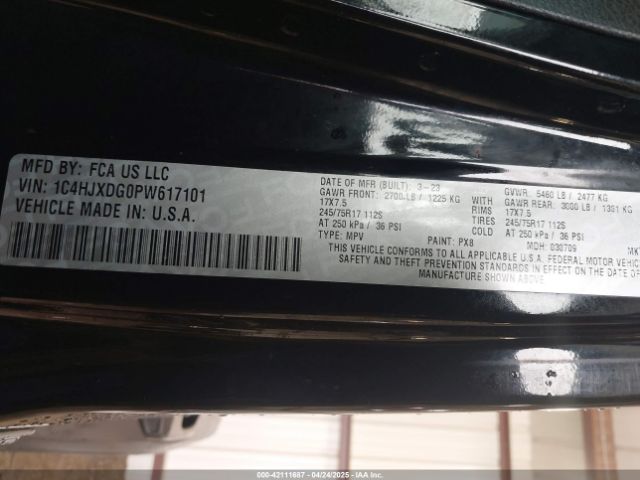 MFD BY: FCA US LLC
VIN: 1C4HJXDG0PW617101
VEHICLE MADE IN: U.S.A.
DATE OF MFR (BUILT): 3-23 GVWR: 5460 LB / 2477 KG
GAWR FRONT: 2700 LB / 1225 KG WITH GAWR REAR: 3000 LB / 1361 KG
17X7.5 RIMS 17X7.5
245/75R17 112S TIRES 245/75R17 112S
AT 250 kPa / 36 PSI COLD AT 250 kPa / 36 PSI
TYPE: MPV PAINT: PX8 MDH: 030709 MKT
THIS VEHICLE CONFORMS TO ALL APPLICABLE U.S.A. FEDERAL MOTOR VEHICLE
SAFETY AND THEFT PREVENTION STANDARDS IN EFFECT ON THE DATE OF
MANUFACTURE SHOWN ABOVE
000-42111687 04/24/2025 IAADKTU